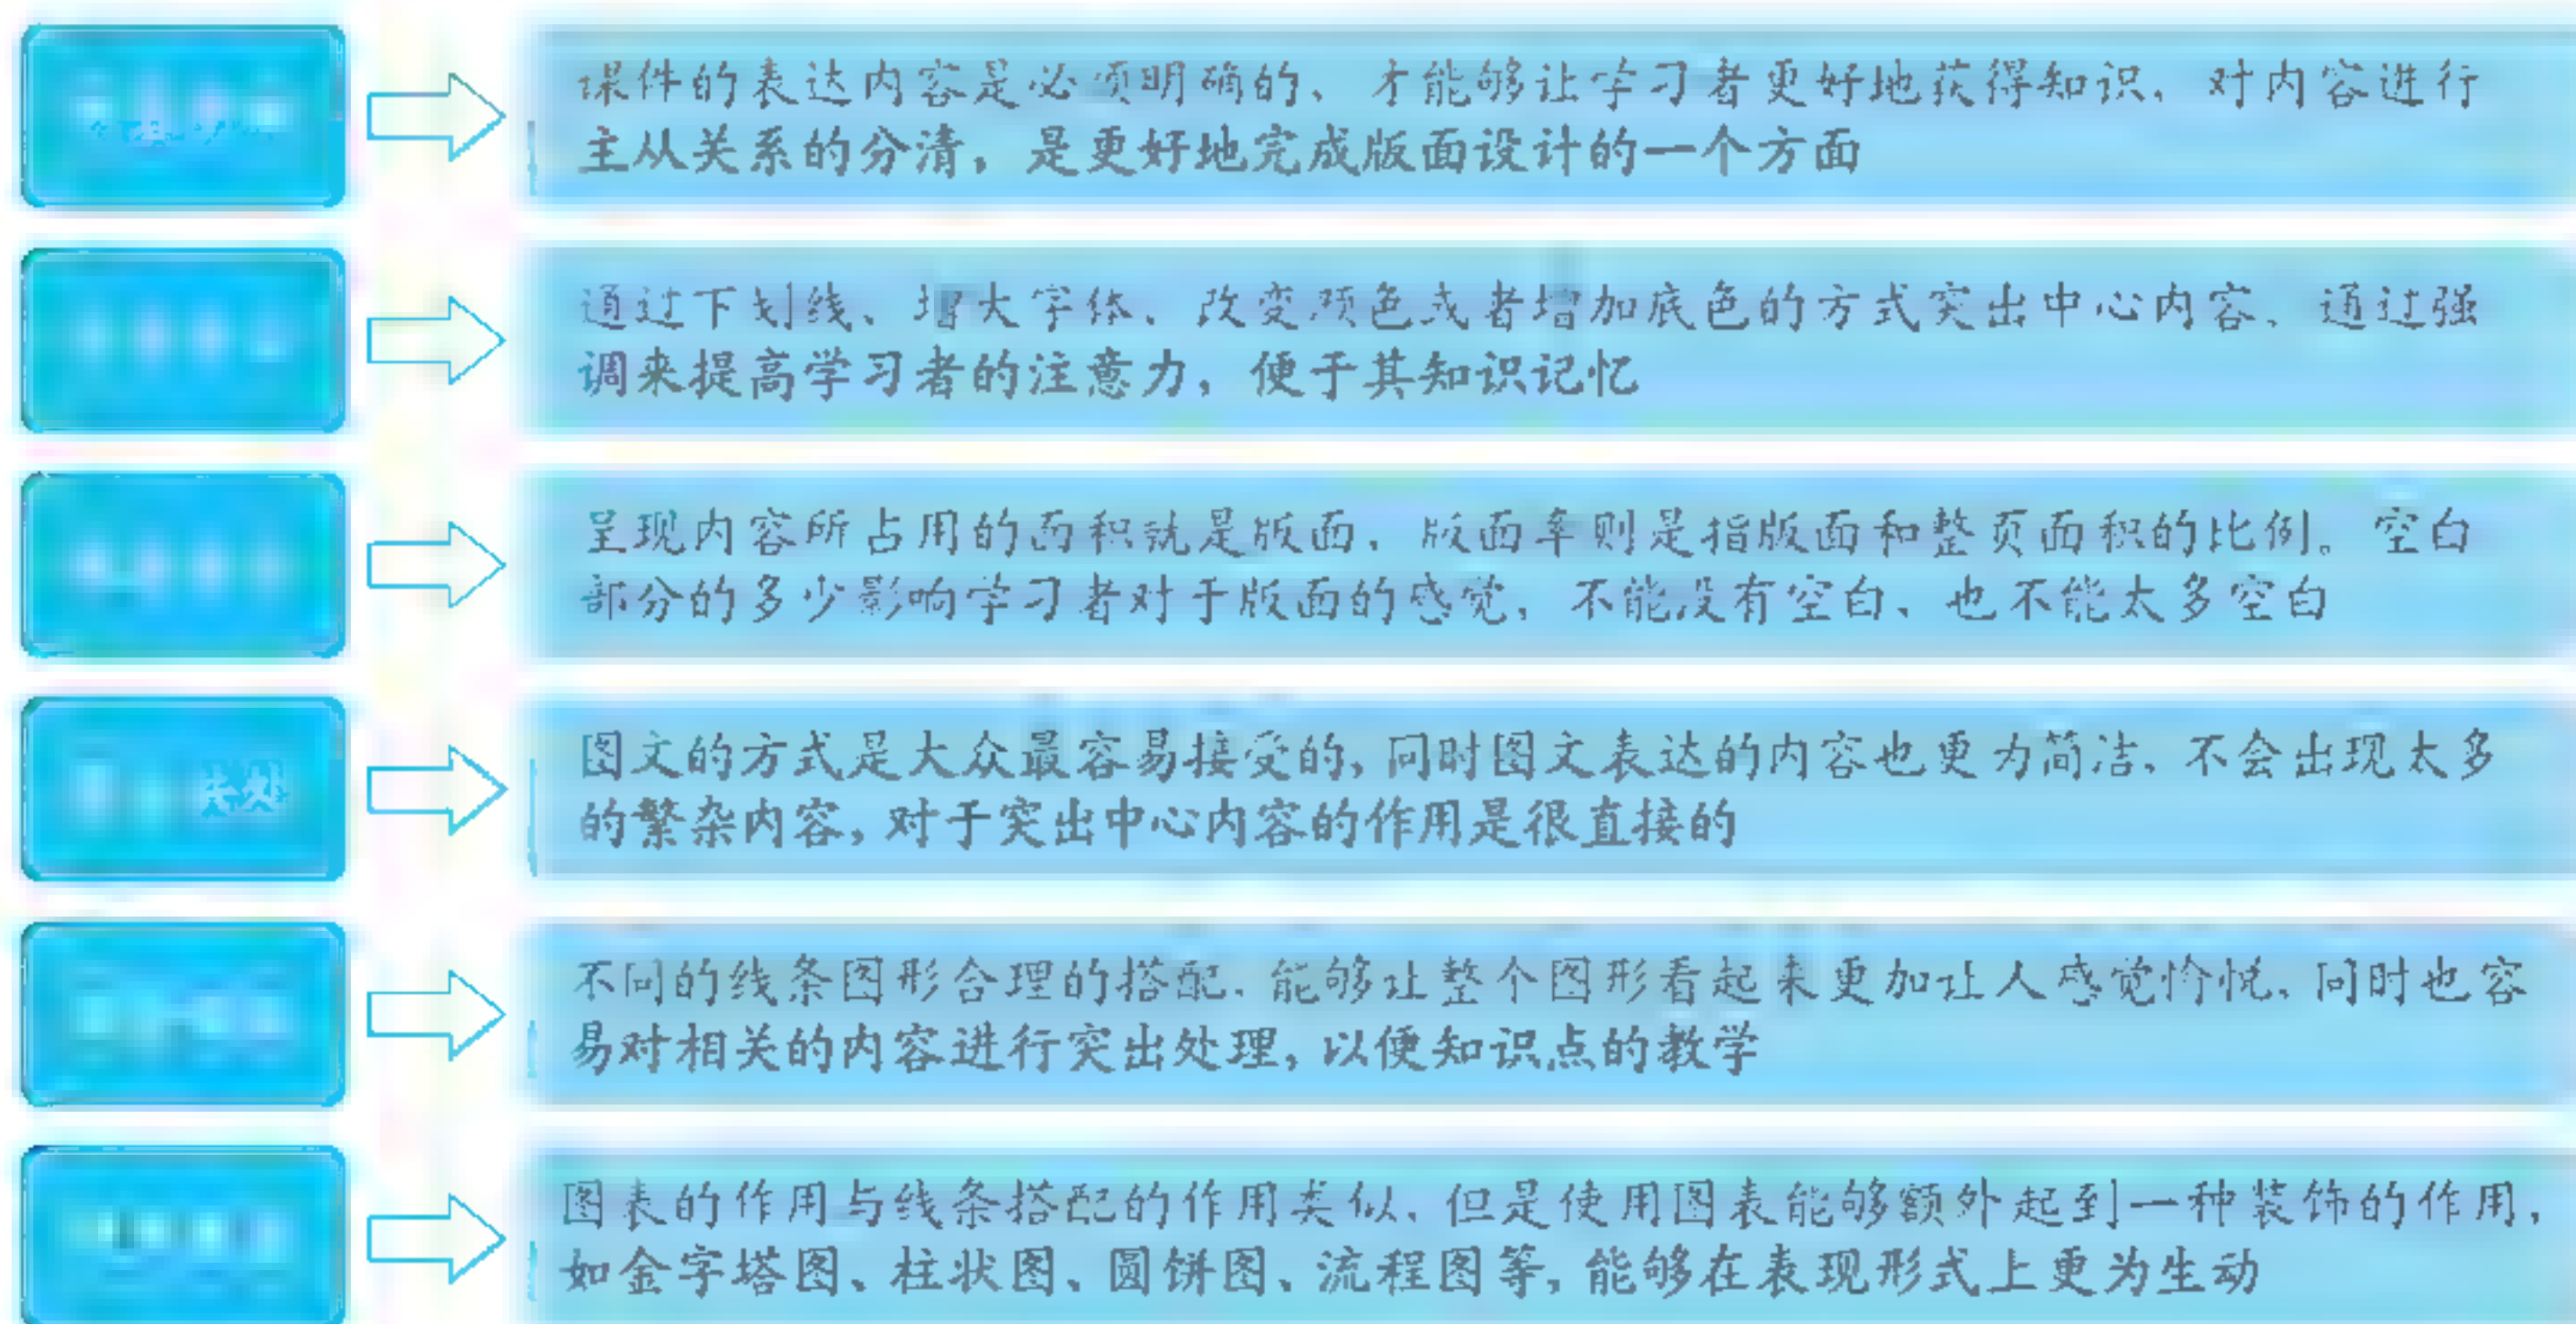 课件的表达内容是必须明确的、才能够让学习者更好地获得知识，对内容进行
主从关系的分清，是更好地完成版面设计的一个方面
通过下划线、增大字体、改变颜色或者增加底色的方式突出中心内容，通过强
调来提高学习者的注意力，便于其知识记忆
呈现内容所占用的面积就是版面，版面率则是指版面和整页面积的比例。空白
部分的多少影响学习者对于版面的感觉，不能没有空白、也不能太多空白
图文的方式是大众最容易接受的,同时图文表达的内容也更为简洁，不会出现太多
的繁杂内容,对于突出中心内容的作用是很直接的
不同的线条图形合理的搭配，能够让整个图形看起来更加让人感觉愉悦，同时也容
易对相关的内容进行突出处理,以便知识点的教学
图表的作用与线条搭配的作用类似，但是使用图表能够额外起到一种装饰的作用，
如金字塔图、柱状图、圆饼图、流程图等,能够在表现形式上更为生动